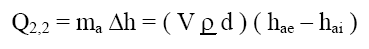 Q2,2 = ma Δh = ( V ρ d ) ( hae – hai )